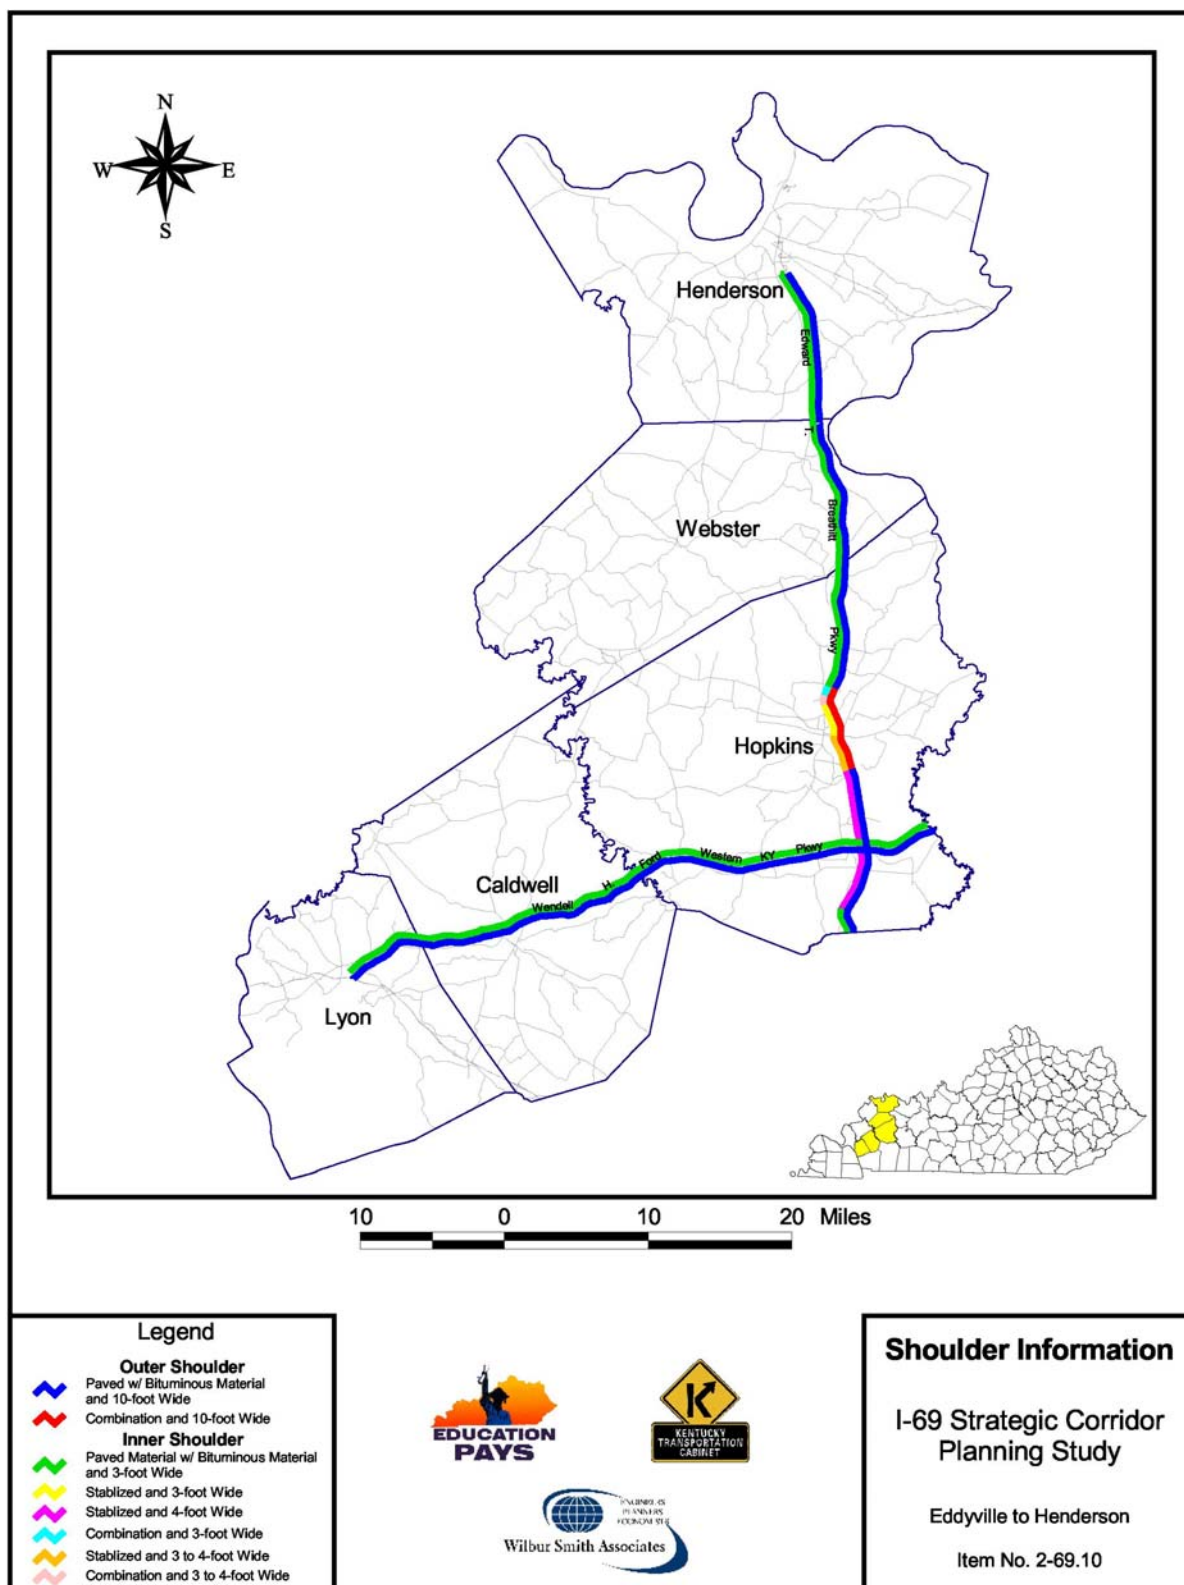 N
W
E
S
Henderson
Edward
T.
Webster
Breathitt
Pkwy
Hopkins
Wendell
H.
Ford
Western
KY
Pkwy
Caldwell
Lyon
10 0 10 20 Miles
Legend
Outer Shoulder
Paved w/ Bituminous Material
and 10-foot Wide
Combination and 10-foot Wide
Inner Shoulder
Paved Material w/ Bituminous Material
and 3-foot Wide
Stablized and 3-foot Wide
Stablized and 4-foot Wide
Combination and 3-foot Wide
Stablized and 3 to 4-foot Wide
Combination and 3 to 4-foot Wide
EDUCATION
PAYS
KENTUCKY
TRANSPORTATION
CABINET
ENGINEERS
PLANNERS
ECONOMISTS
Wilbur Smith Associates
Shoulder Information
I-69 Strategic Corridor
Planning Study
Eddyville to Henderson
Item No. 2-69.10